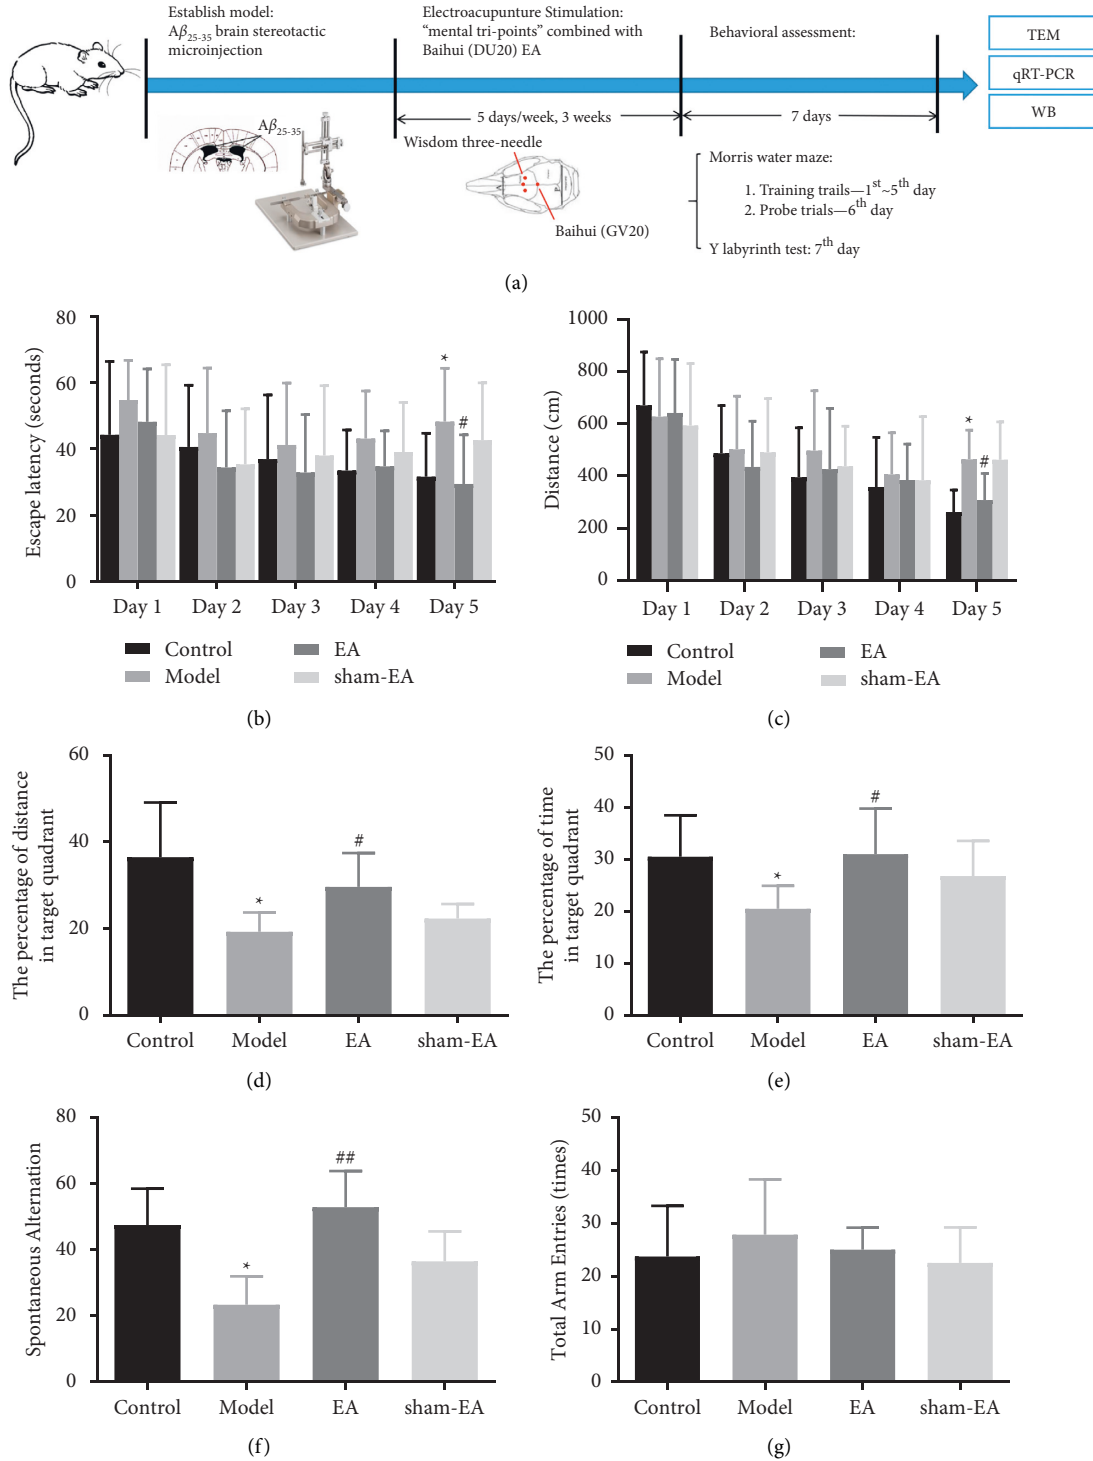 Establish model:
Aβ25-35 brain stereotactic
microinjection
Electroacupunture Stimulation:
“mental tri-points” combined with
Baihui (DU20) EA
Behavioral assessment:
TEM
qRT-PCR
WB
Aβ25-35
5 days/week, 3 weeks
7 days
Wisdom three-needle
Baihui (GV20)
Morris water maze:
1. Training trails—1st~5th day
2. Probe trials—6th day
Y labyrinth test: 7th day
(a)
Escape latency (seconds)
80
60
40
20
0
*
#
Day 1 Day 2 Day 3 Day 4 Day 5
Control
EA
Model
sham-EA
(b)
Distance (cm)
1000
800
600
400
200
0
*
#
Day 1 Day 2 Day 3 Day 4 Day 5
Control
EA
Model
sham-EA
(c)
The percentage of distance
in target quadrant
60
40
20
0
*
#
Control Model EA sham-EA
(d)
The percentage of time
in target quadrant
50
40
30
20
10
0
*
#
Control Model EA sham-EA
(e)
Spontaneous Alternation
80
60
40
20
0
*
##
Control Model EA sham-EA
(f)
Total Arm Entries (times)
50
40
30
20
10
0
Control Model EA sham-EA
(g)